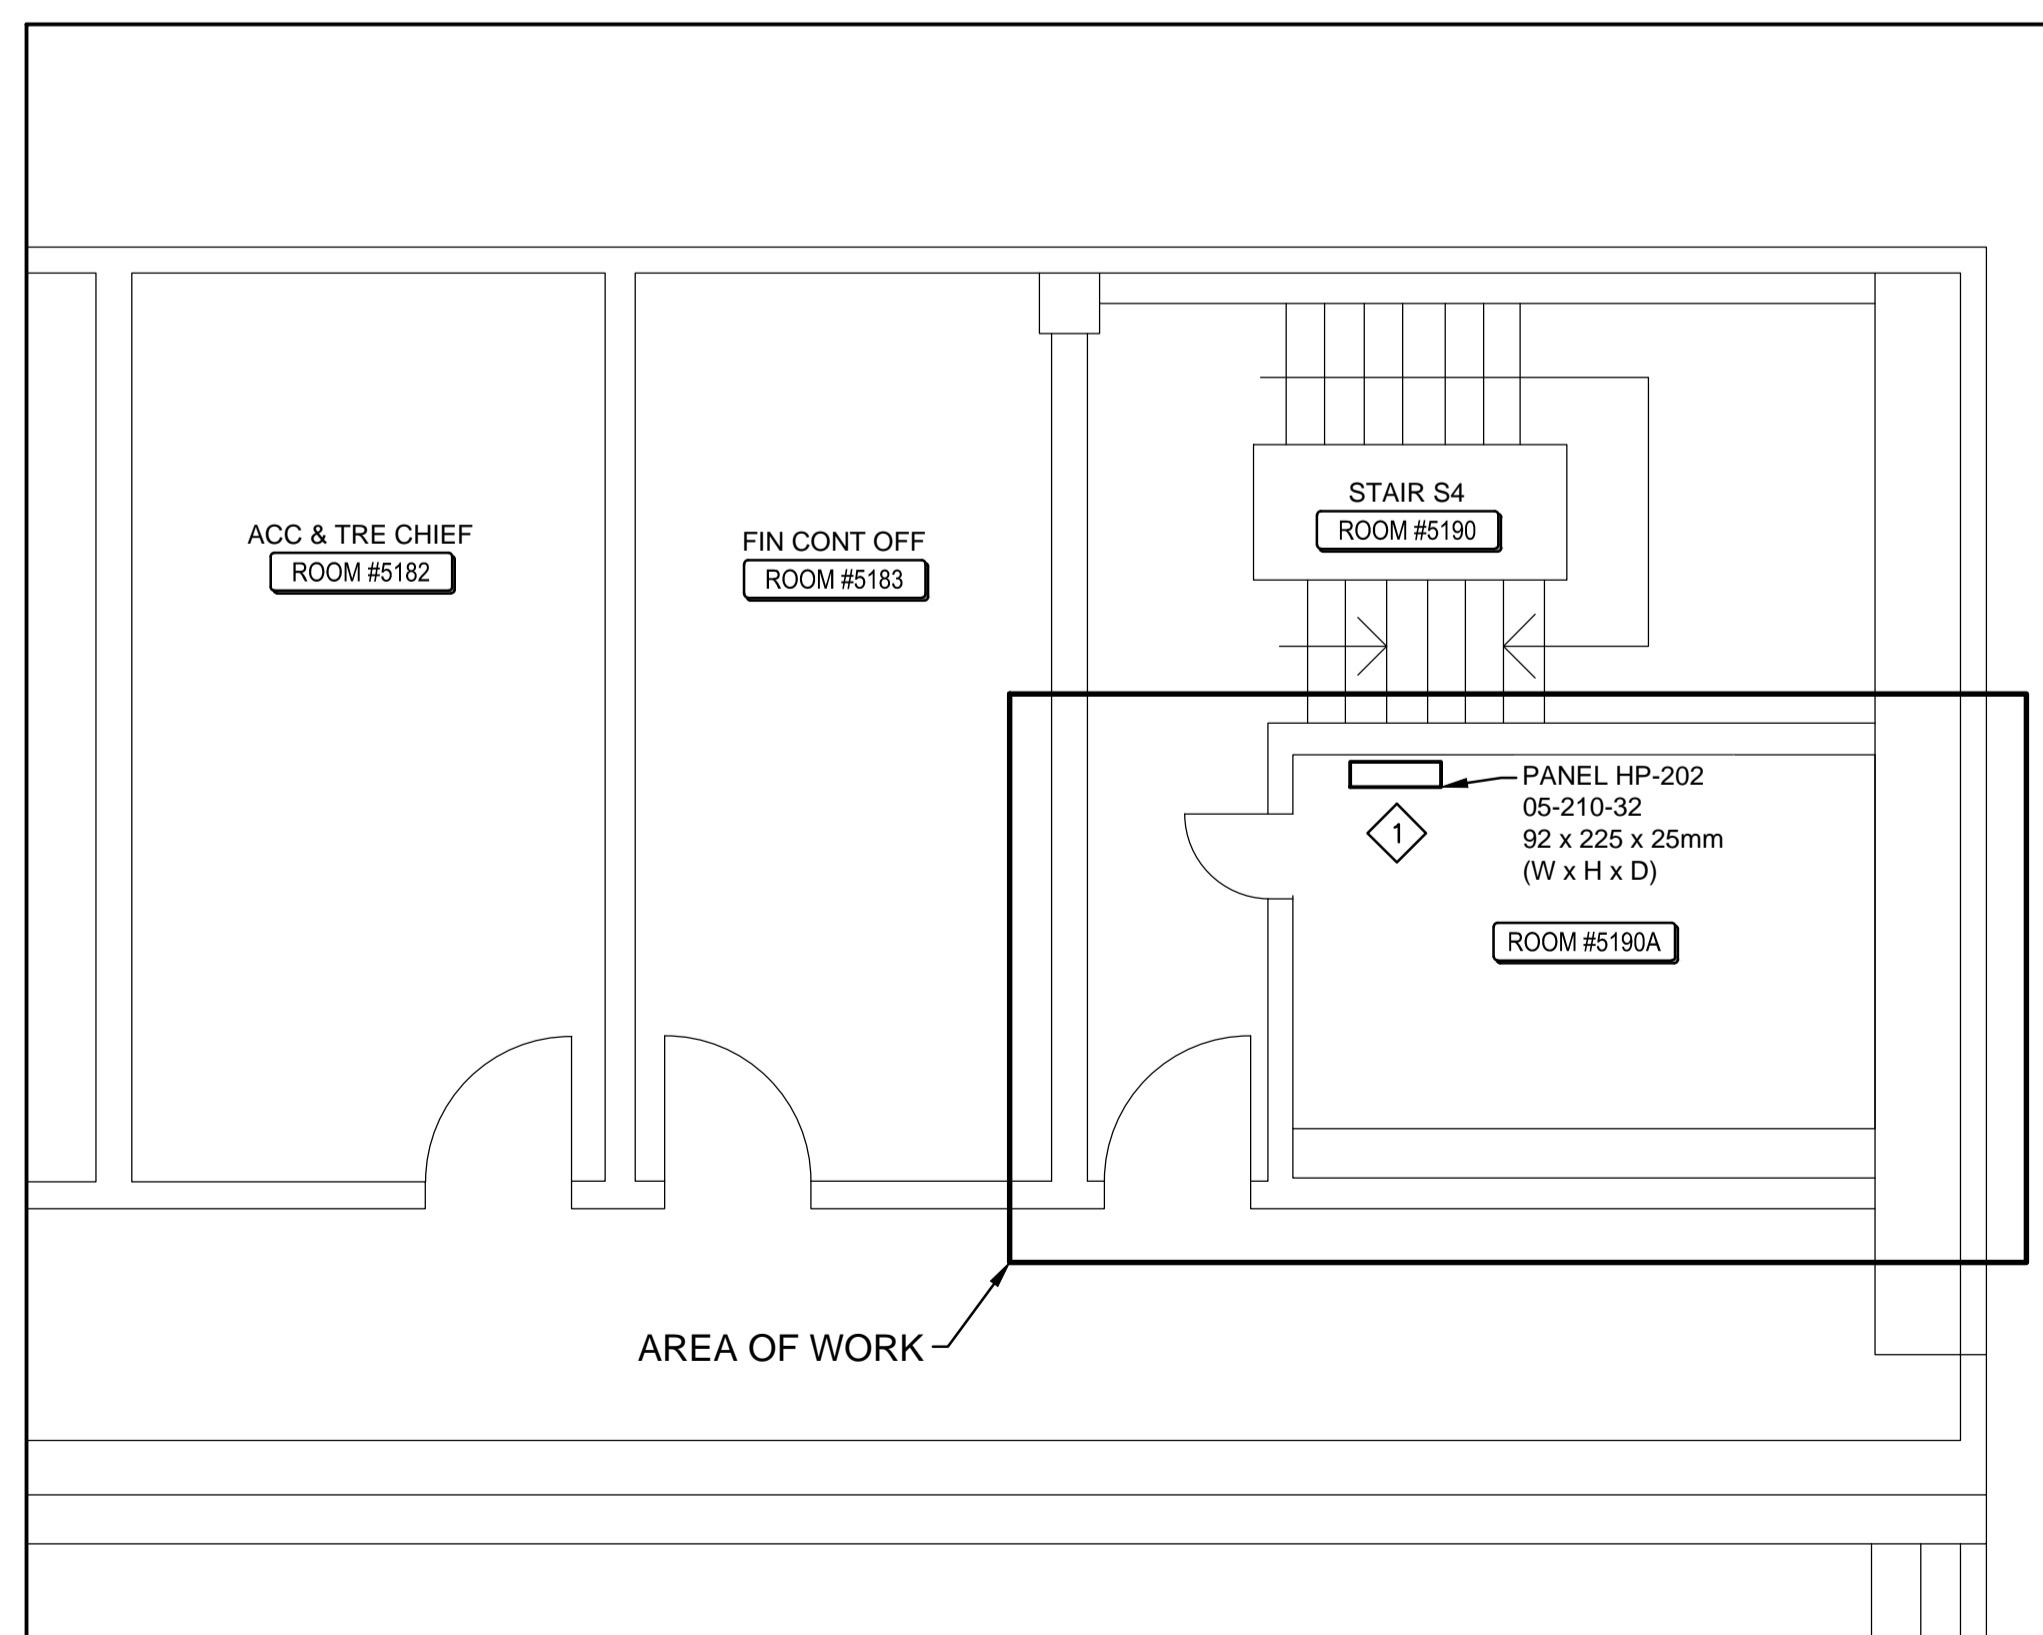 STAIR S4
ROOM #5190
ACC & TRE CHIEF
ROOM #5182
FIN CONT OFF
ROOM #5183
PANEL HP-202
05-210-32
92 x 225 x 25mm
(W x H x D)
1
ROOM #5190A
AREA OF WORK